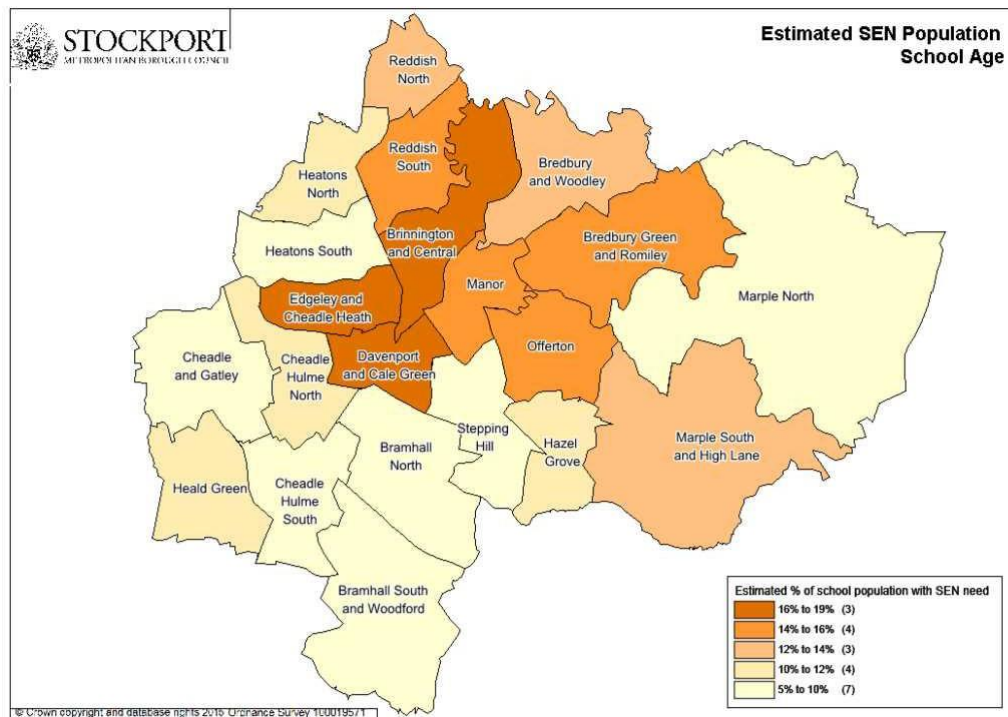 STOCKPORT
METROPOLITAN BOROUGH COUNCIL
Estimated SEN Population
School Age
Reddish
North
Reddish
South
Heatons
North
Bredbury
and Woodley
Brinnington
and Central
Heatons South
Bredbury Green
and Romiley
Manor
Marple North
Edgeley and
Cheadle Heath
Offerton
Cheadle
and Gatley
Cheadle
Hulme
North
Davenport
and Cale Green
Stepping
Hill
Hazel
Grove
Marple South
and High Lane
Bramhall
North
Heald Green
Cheadle
Hulme
South
Bramhall South
and Woodford
Estimated % of school population with SEN need
16% to 19% (3)
14% to 16% (4)
12% to 14% (3)
10% to 12% (4)
5% to 10% (7)
© Crown copyright and database rights 2015 Ordnance Survey 100019571